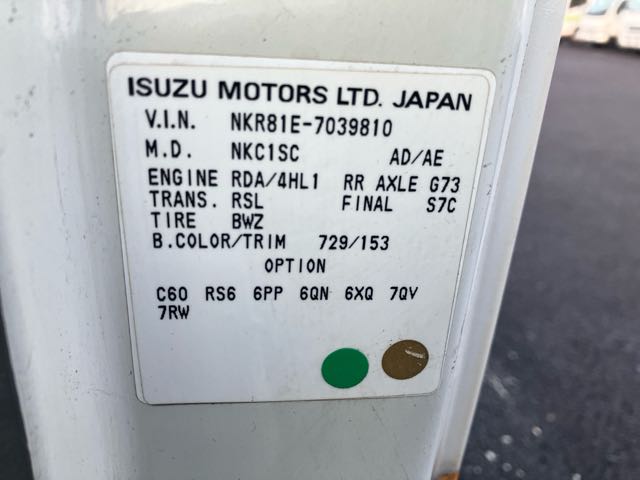 ISUZU MOTORS LTD. JAPAN
V.I.N. NKR81E-7039810
M.D. NKC1SC AD/AE
ENGINE RDA/4HL1 RR AXLE G73
TRANS. RSL FINAL S7C
TIRE BWZ
B.COLOR/TRIM 729/153
OPTION
C60 RS6 6PP 6QN 6XQ 7QV
7RW